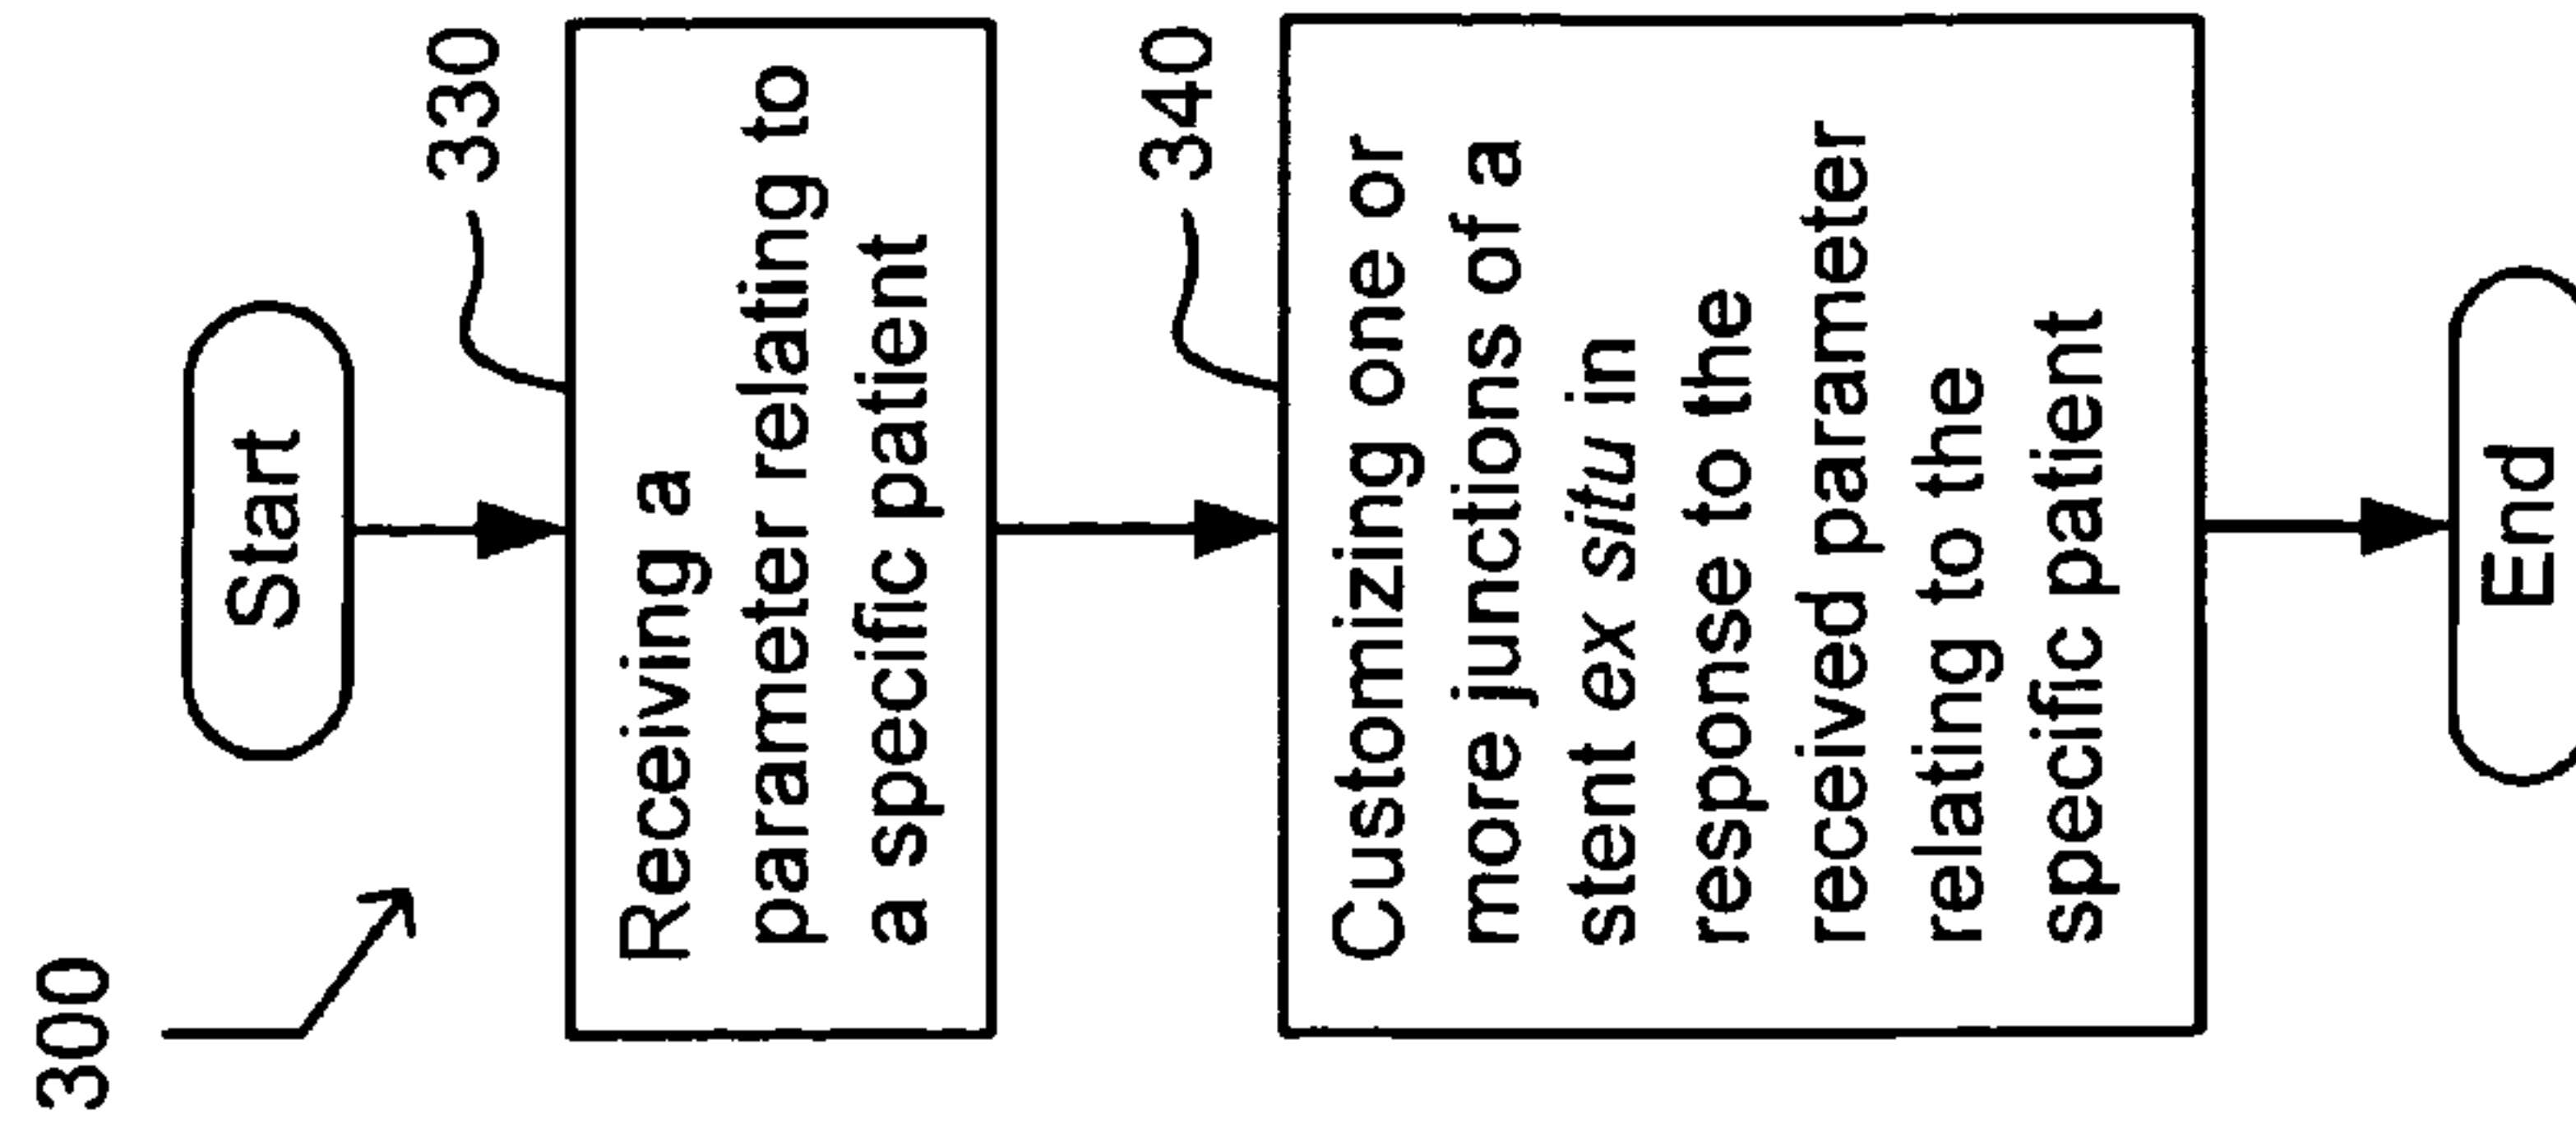 300
Start
330
Receiving a
parameter relating to
a specific patient
340
Customizing one or
more junctions of a
stent ex situ in
response to the
received parameter
relating to the
specific patient
End